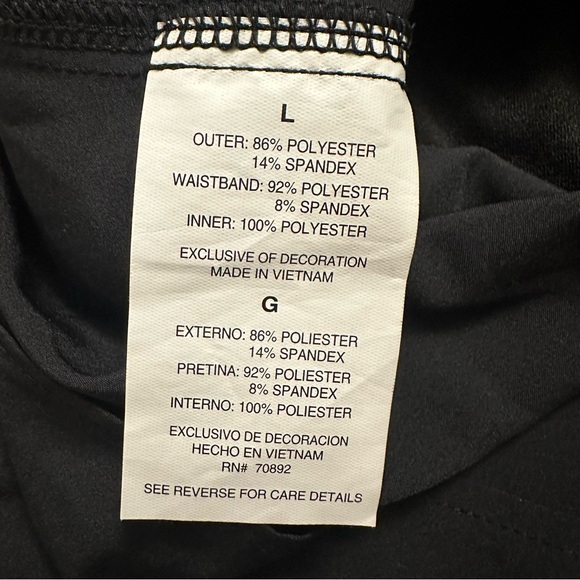 L
OUTER: 86% POLYESTER
14% SPANDEX
WAISTBAND: 92% POLYESTER
8% SPANDEX
INNER: 100% POLYESTER
EXCLUSIVE OF DECORATION
MADE IN VIETNAM
G
EXTERNO: 86% POLIESTER
14% SPANDEX
PRETINA: 92% POLIESTER
8% SPANDEX
INTERNO: 100% POLIESTER
EXCLUSIVO DE DECORACION
HECHO EN VIETNAM
RN# 70892
SEE REVERSE FOR CARE DETAILS